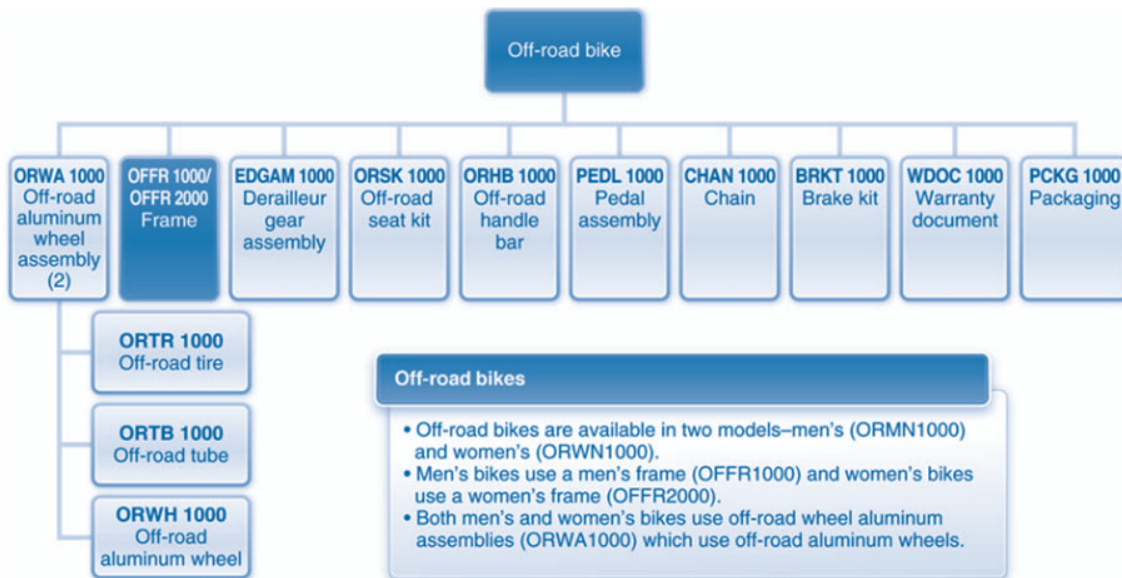 Off-road bike
ORWA 1000
Off-road
aluminum
wheel
assembly
(2)
OFFR 1000/
OFFR 2000
Frame
EDGAM 1000
Derailleur
gear
assembly
ORSK 1000
Off-road
seat kit
ORHB 1000
Off-road
handle
bar
PEDL 1000
Pedal
assembly
CHAN 1000
Chain
BRKT 1000
Brake kit
WDOC 1000
Warranty
document
PCKG 1000
Packaging
ORTR 1000
Off-road tire
ORTB 1000
Off-road tube
ORWH 1000
Off-road
aluminum wheel
Off-road bikes
• Off-road bikes are available in two models–men's (ORMN1000)
and women's (ORWN1000).
• Men's bikes use a men's frame (OFFR1000) and women's bikes
use a women's frame (OFFR2000).
• Both men's and women's bikes use off-road wheel aluminum
assemblies (ORWA1000) which use off-road aluminum wheels.